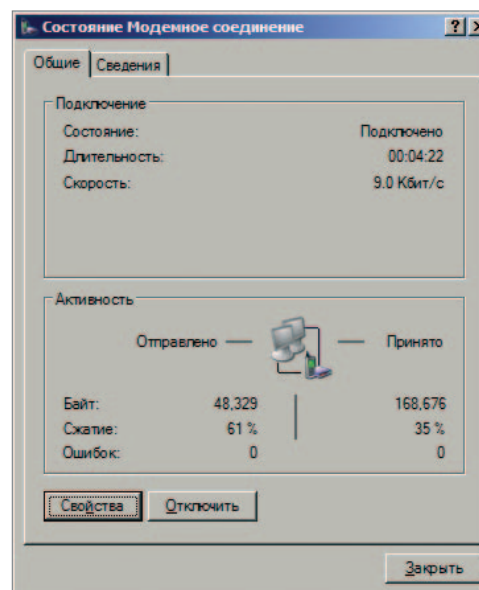 Состояние Модемное соединение
Общие Сведения
Подключение
Состояние: Подключено
Длительность: 00:04:22
Скорость: 9.0 Кбит/с
Активность
Отправлено — — Принято
Байт: 48,329 168,676
Сжатие: 61 % 35 %
Ошибок: 0 0
Свойства Отключить
Закрыть